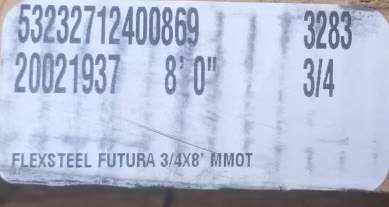 53232712400869 3283
20021937 8' 0" 3/4
FLEXSTEEL FUTURA 3/4X8' MMOT